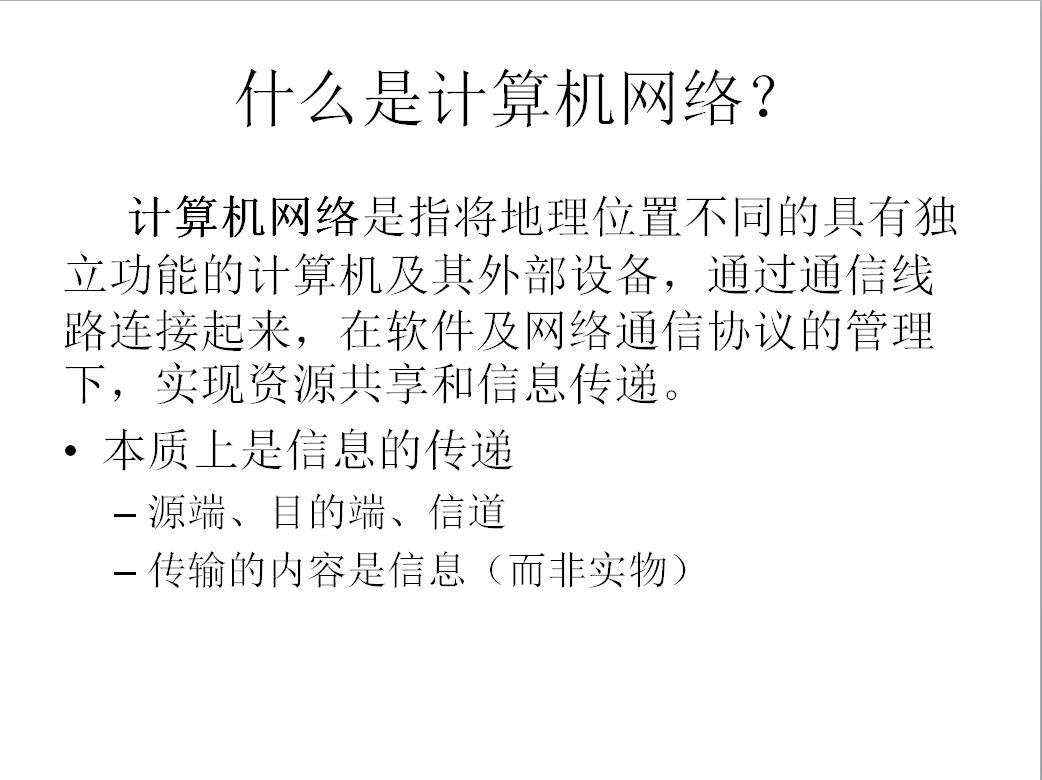 什么是计算机网络?
计算机网络是指将地理位置不同的具有独
立功能的计算机及其外部设备，通过通信线
路连接起来，在软件及网络通信协议的管理
下，实现资源共享和信息传递。
• 本质上是信息的传递
– 源端、目的端、信道
– 传输的内容是信息（而非实物）